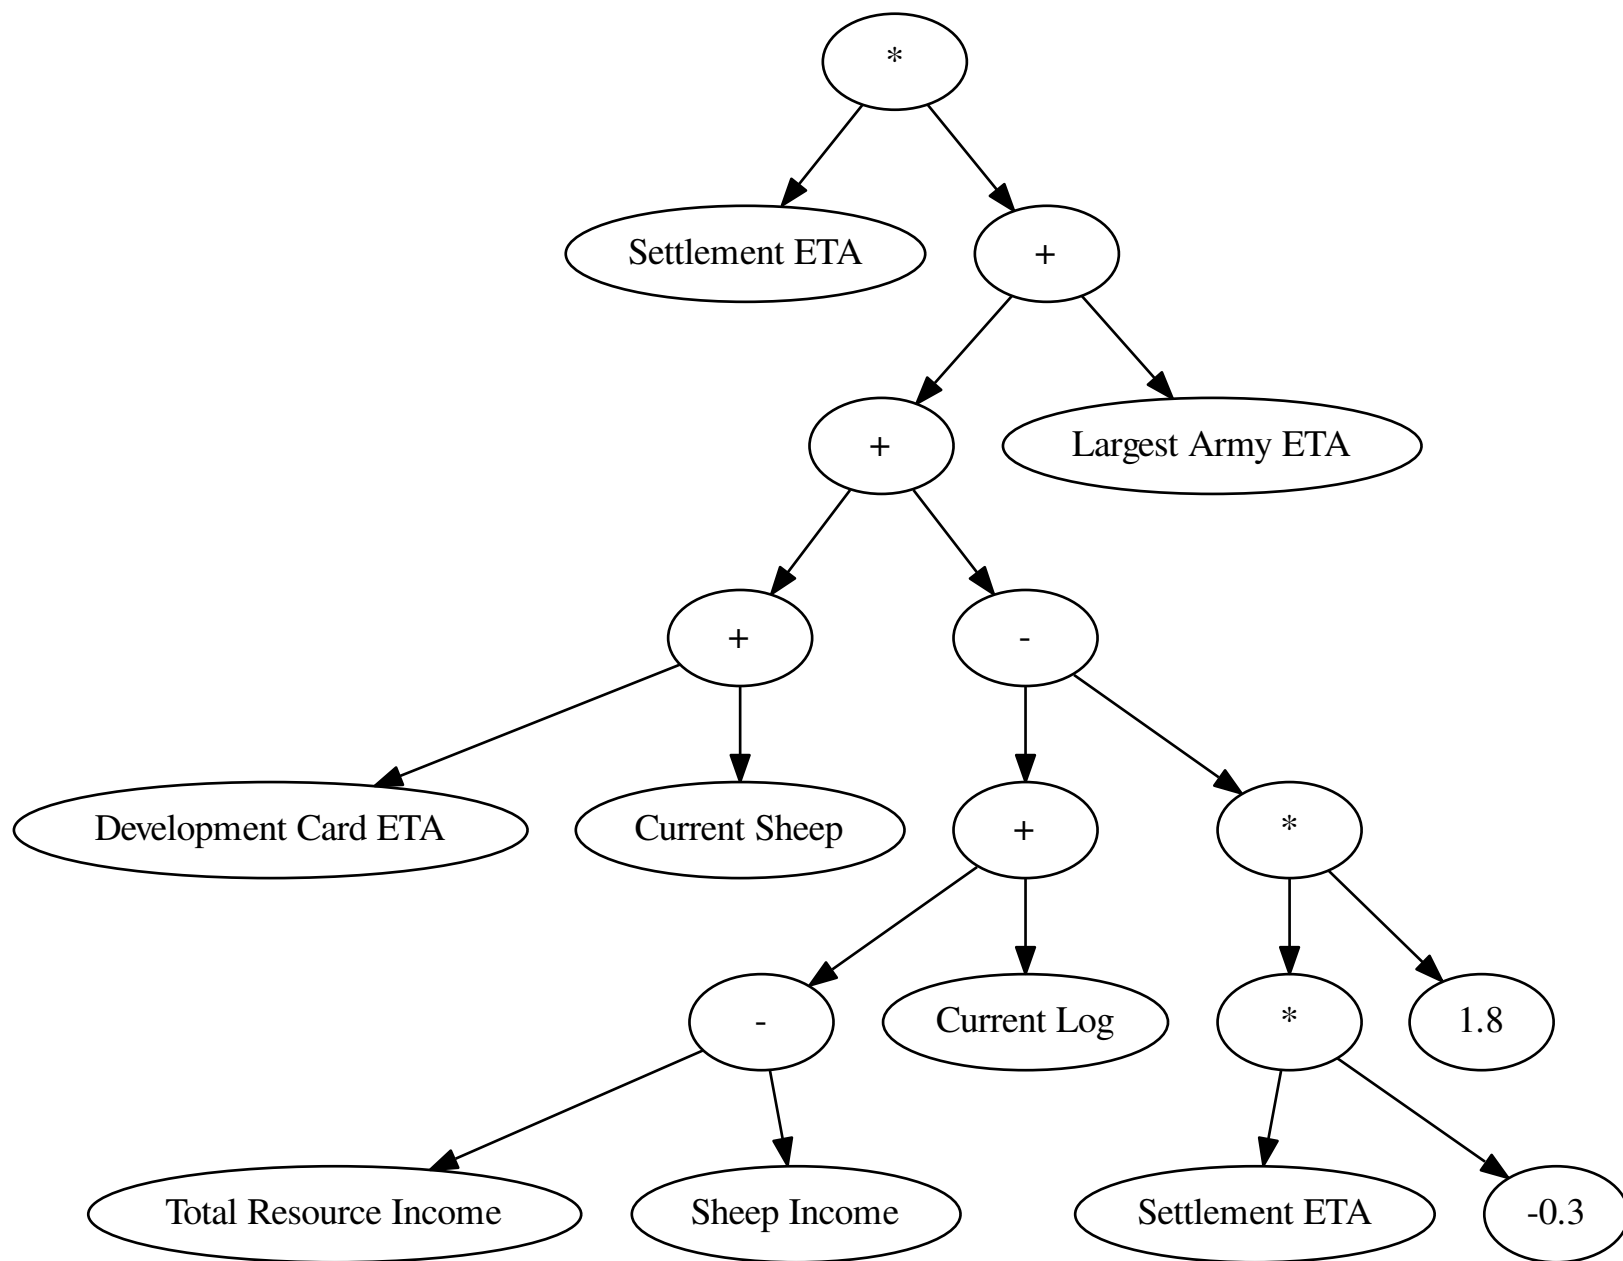 *
Settlement ETA
+
+
Largest Army ETA
+
-
Development Card ETA
Current Sheep
+
*
-
Current Log
*
1.8
Total Resource Income
Sheep Income
Settlement ETA
-0.3